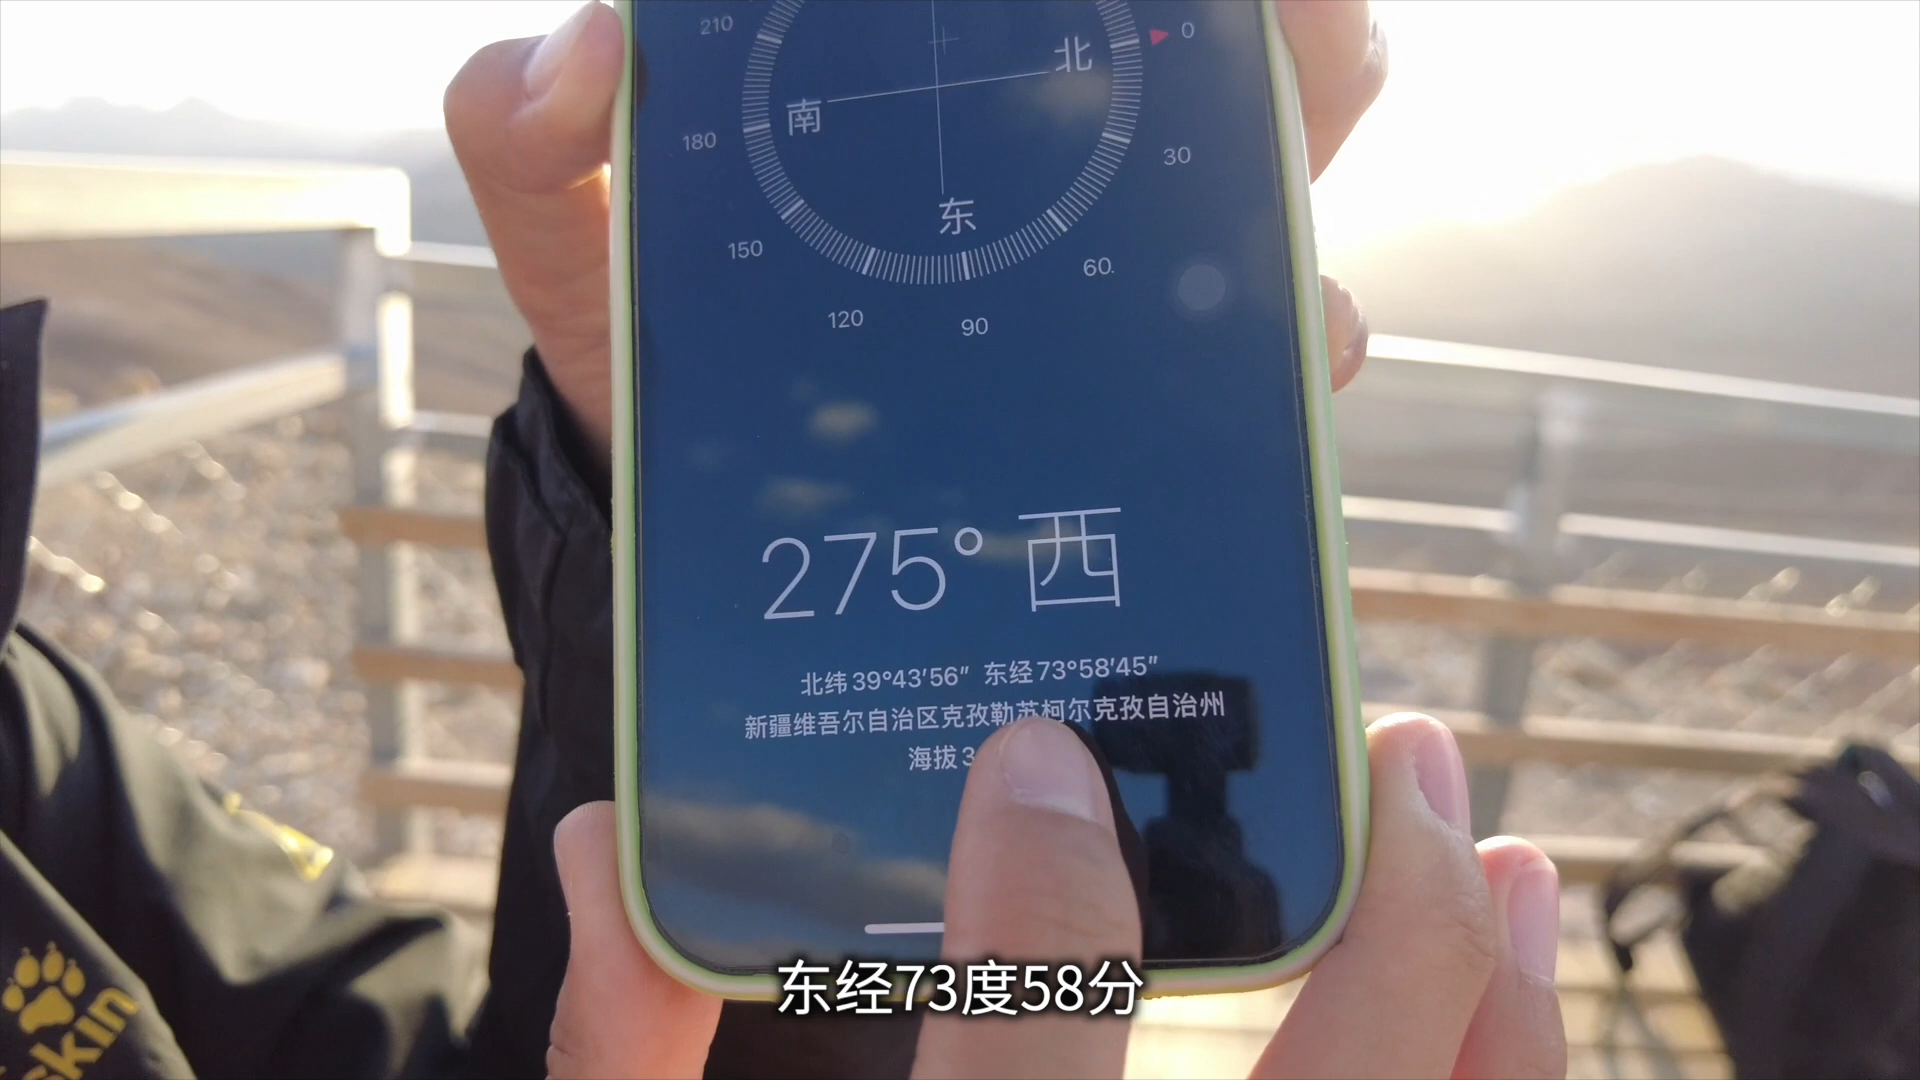 210
0
北
南
180
30
东
150
60
120
90
275° 西
北纬 39°43'56" 东经 73°58'45"
新疆维吾尔自治区克孜勒苏柯尔克孜自治州
海拔 3
东经73度58分
skin